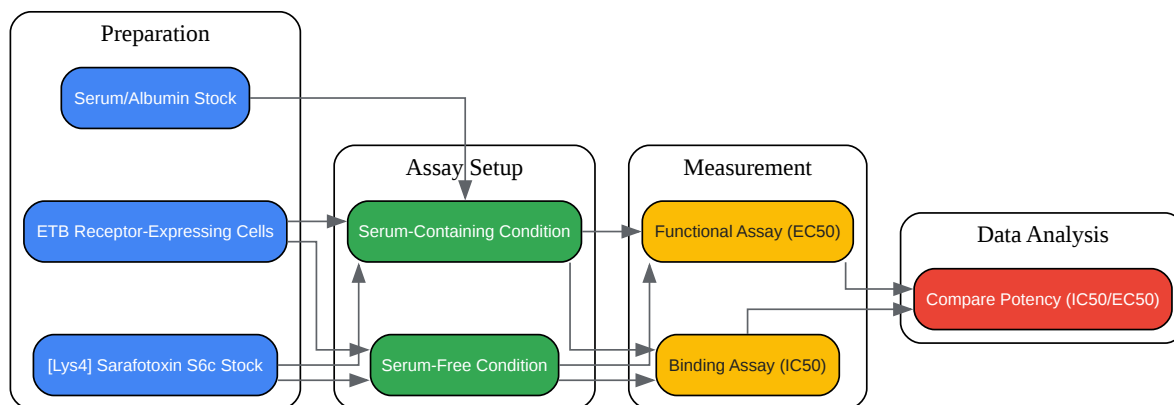 Preparation
Serum/Albumin Stock
ETB Receptor-Expressing Cells
[Lys4] Sarafotoxin S6c Stock
Assay Setup
Serum-Containing Condition
Serum-Free Condition
Measurement
Functional Assay (EC50)
Binding Assay (IC50)
Data Analysis
Compare Potency (IC50/EC50)